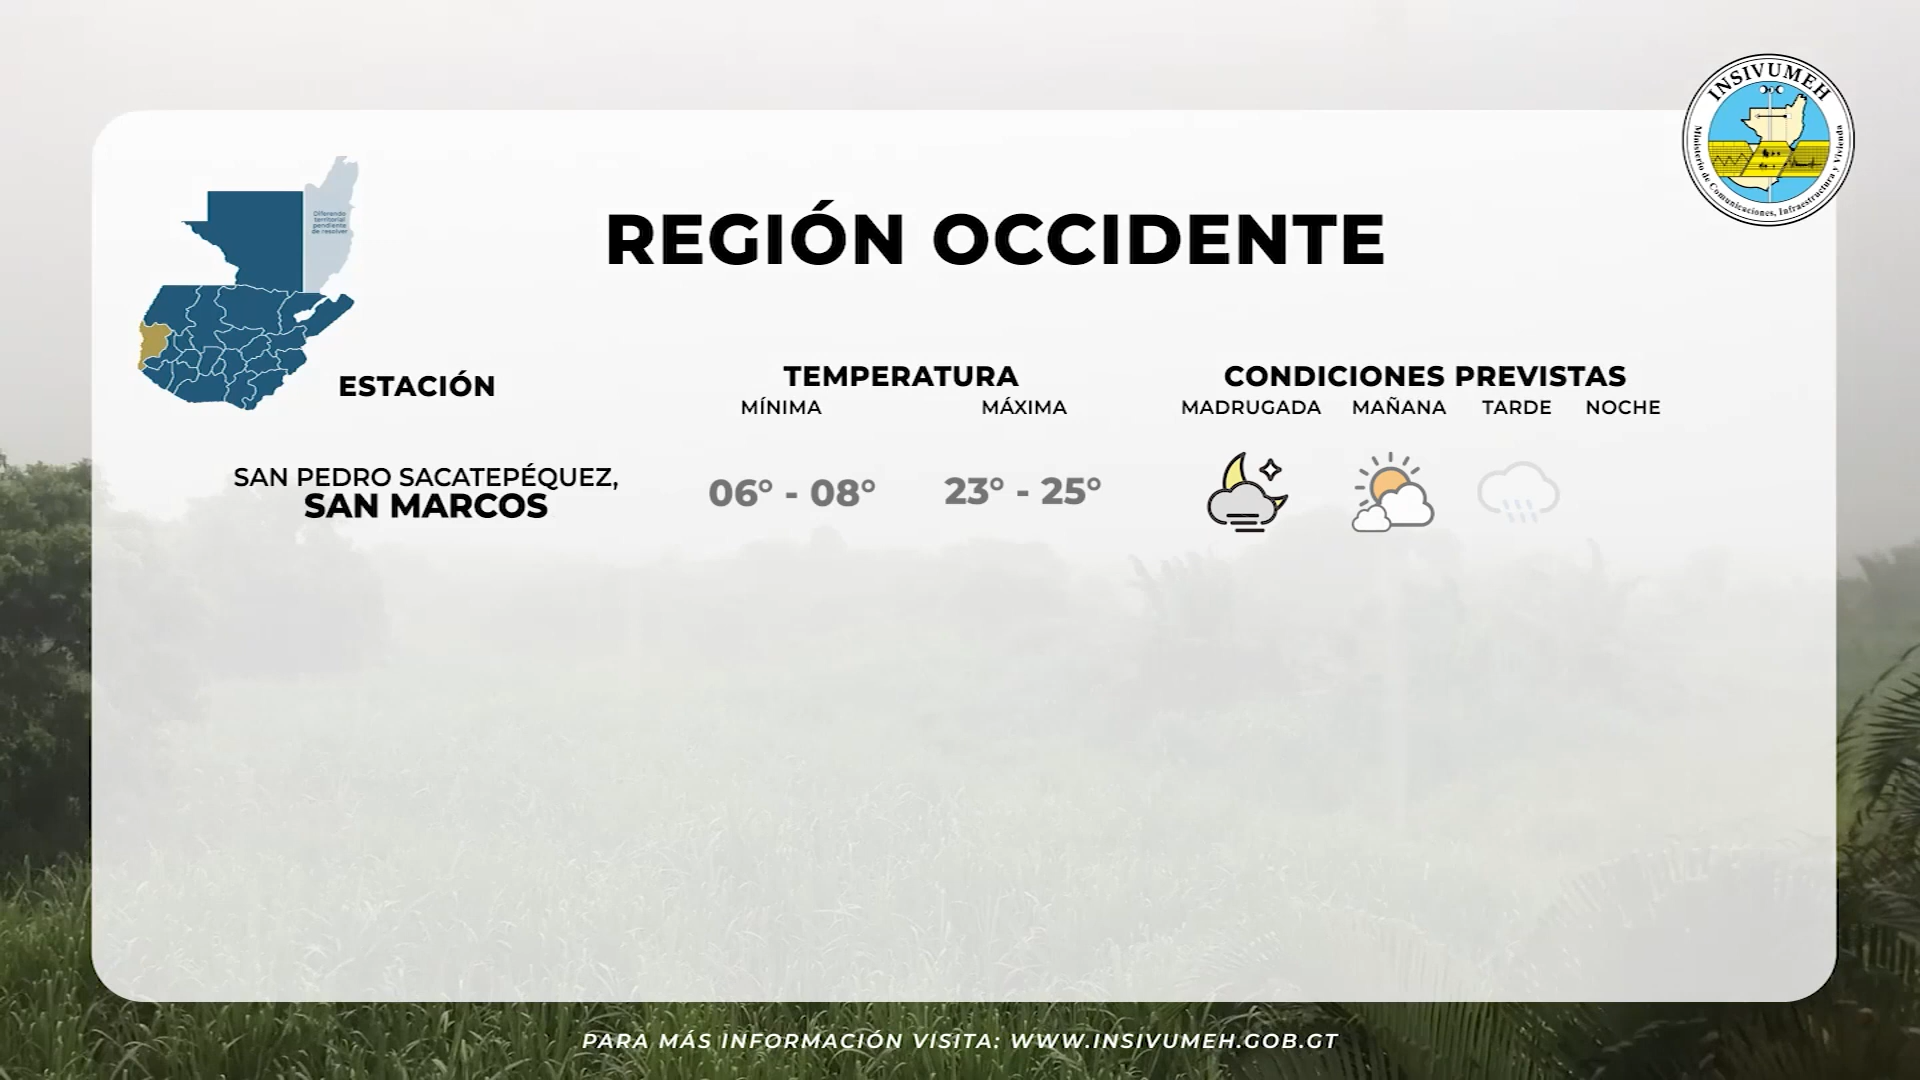 INSIVUMEH
Ministerio de Comunicaciones, Infraestructura y Vivienda
Diferendo
territorial
pendiente
de resolver
REGIÓN OCCIDENTE
ESTACIÓN
TEMPERATURA
MÍNIMA MÁXIMA
CONDICIONES PREVISTAS
MADRUGADA MAÑANA TARDE NOCHE
SAN PEDRO SACATEPÉQUEZ,
SAN MARCOS
06° - 08° 23° - 25°
PARA MÁS INFORMACIÓN VISITA: WWW.INSIVUMEH.GOB.GT